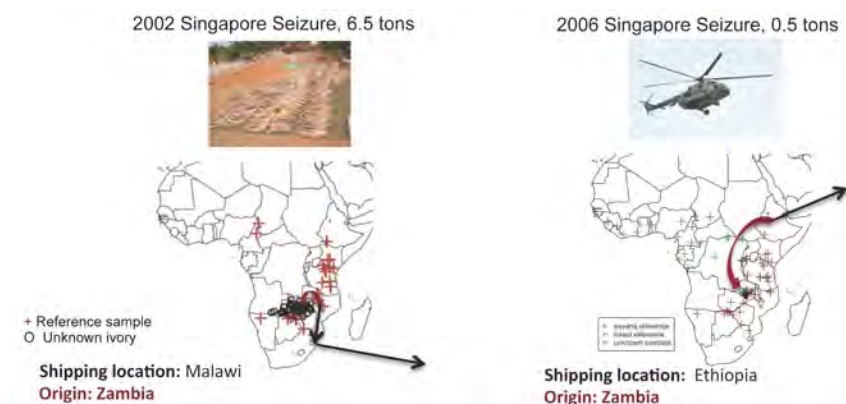 2002 Singapore Seizure, 6.5 tons
2006 Singapore Seizure, 0.5 tons
+ Reference sample
O Unknown ivory
Shipping location: Malawi
Origin: Zambia
Shipping location: Ethiopia
Origin: Zambia